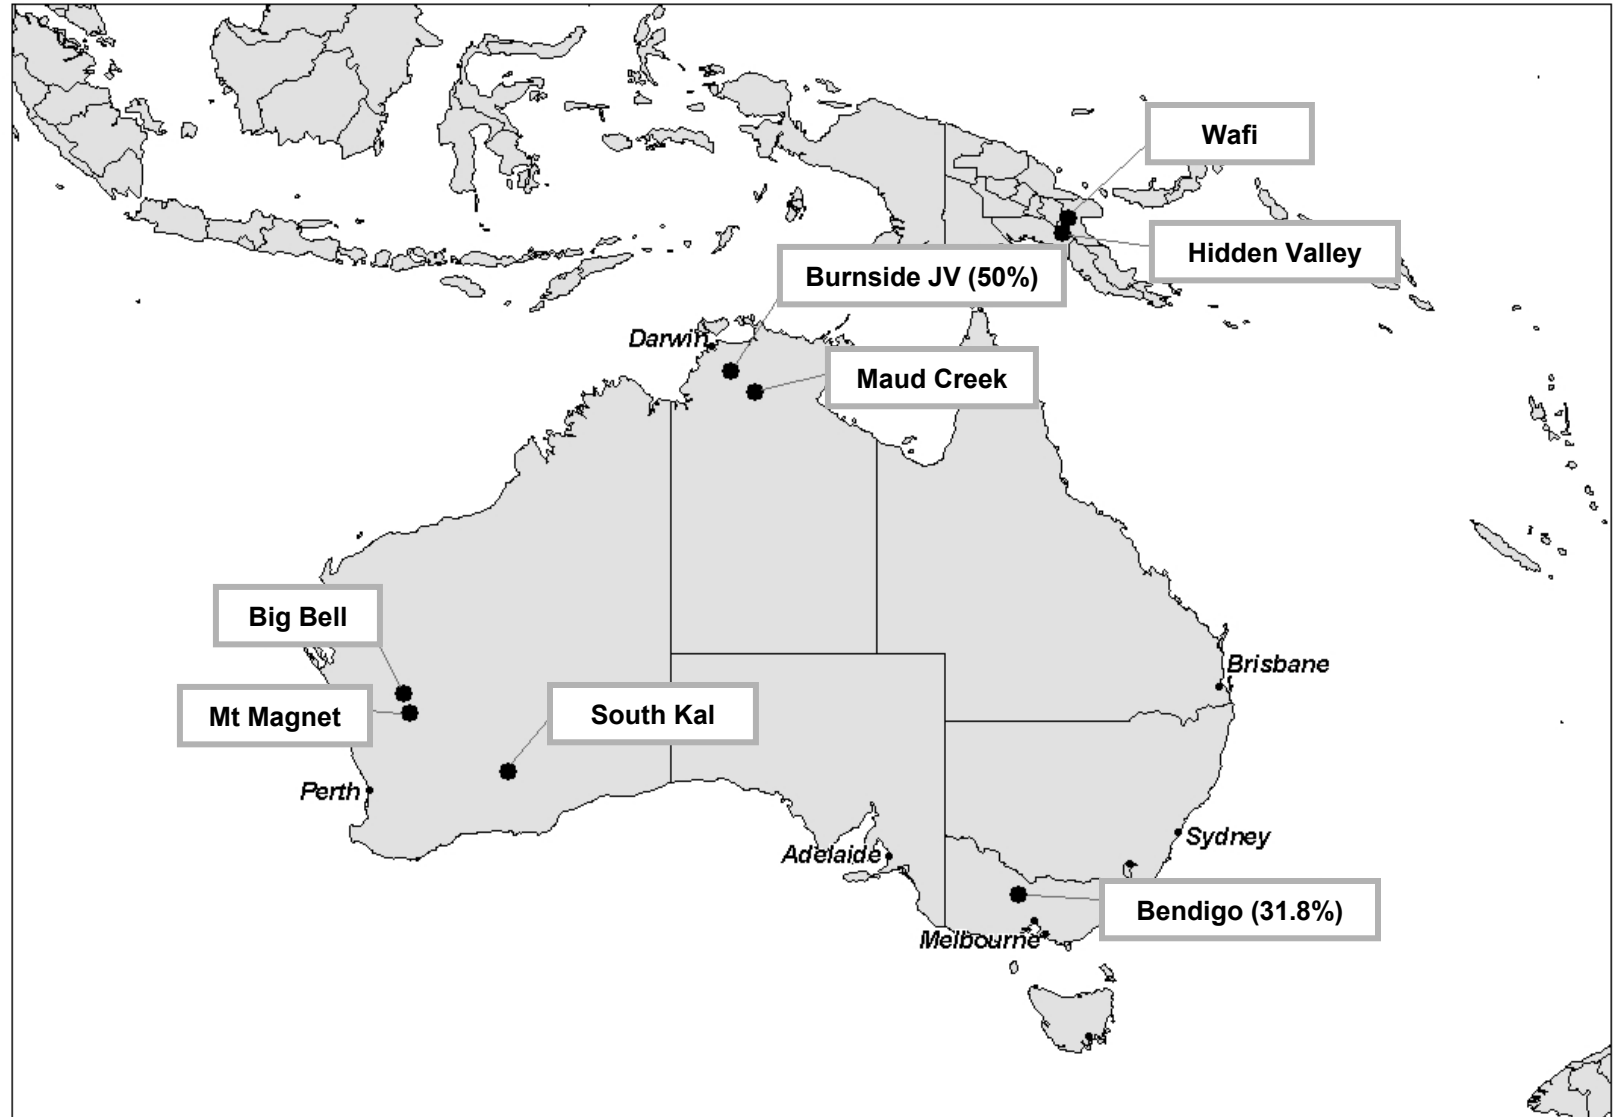 Wafi
Hidden Valley
Burnside JV (50%)
Darwin
Maud Creek
Big Bell
Brisbane
Mt Magnet
South Kal
Perth
Sydney
Adelaide
Bendigo (31.8%)
Melbourne